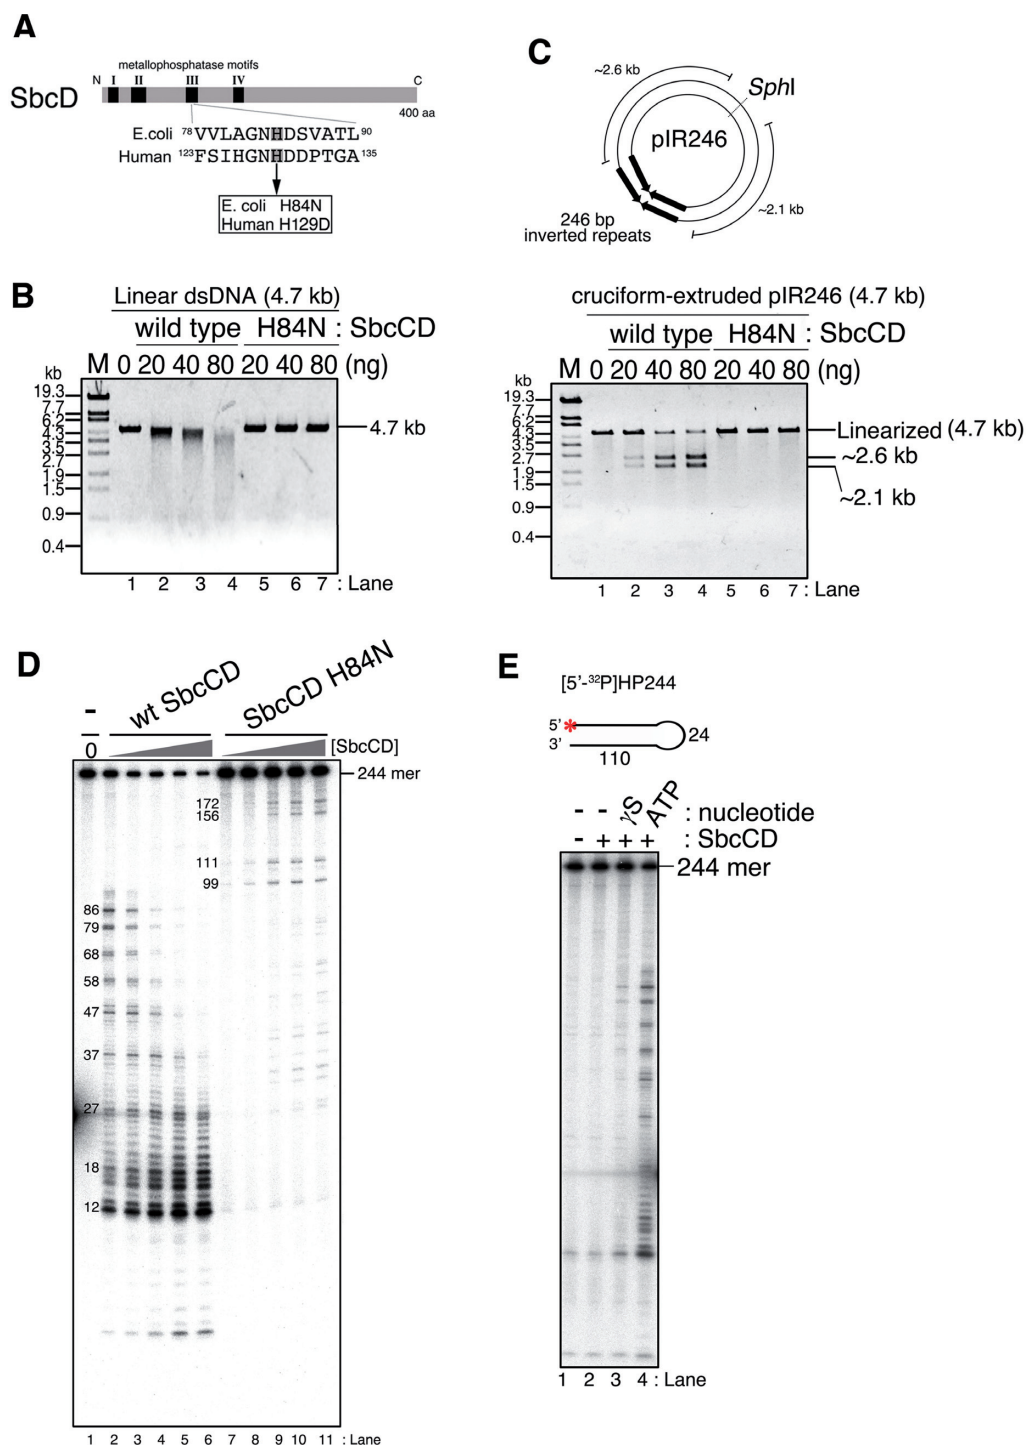 A
metallophosphatase motifs
N I II III IV C
SbcD
400 aa
E.coli 78 VVLAGNHDSVATL 90
Human 123 FSIHGNHDDPTGA 135
E. coli H84N
Human H129D
C
~2.6 kb
SphI
pIR246
~2.1 kb
246 bp
inverted repeats
B
Linear dsDNA (4.7 kb)
wild type H84N : SbcCD
M 0 20 40 80 20 40 80 (ng)
kb
19.3
7.7
6.2
4.3
3.5
2.7
1.9
1.5
0.9
0.4
4.7 kb
1 2 3 4 5 6 7 : Lane
cruciform-extruded pIR246 (4.7 kb)
wild type H84N : SbcCD
M 0 20 40 80 20 40 80 (ng)
kb
19.3
7.7
6.2
4.3
3.5
2.7
1.9
1.5
0.9
0.4
Linearized (4.7 kb)
~2.6 kb
~2.1 kb
1 2 3 4 5 6 7 : Lane
D
- wt SbcCD SbcCD H84N
0 [SbcCD]
244 mer
172
156
111
99
86
79
68
58
47
37
27
18
12
1 2 3 4 5 6 7 8 9 10 11 : Lane
E
[5'-32P]HP244
5' *
3'
110
24
- - γS ATP : nucleotide
- + + + : SbcCD
244 mer
1 2 3 4 : Lane